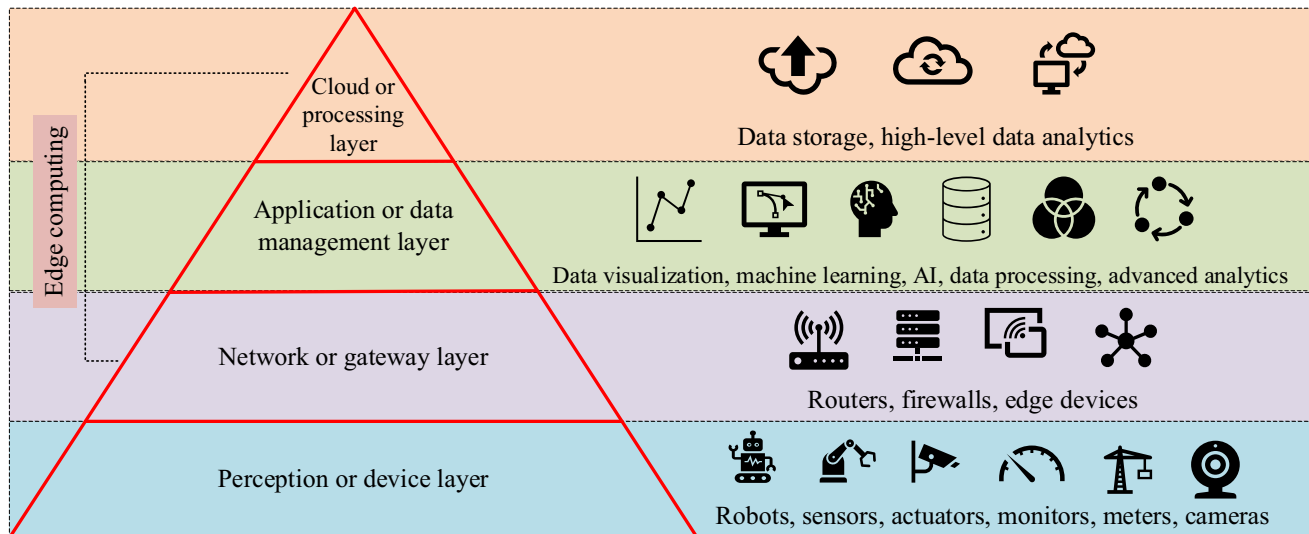 Edge computing
Cloud or
processing
layer
Data storage, high-level data analytics
Application or data
management layer
Data visualization, machine learning, AI, data processing, advanced analytics
Network or gateway layer
Routers, firewalls, edge devices
Perception or device layer
Robots, sensors, actuators, monitors, meters, cameras